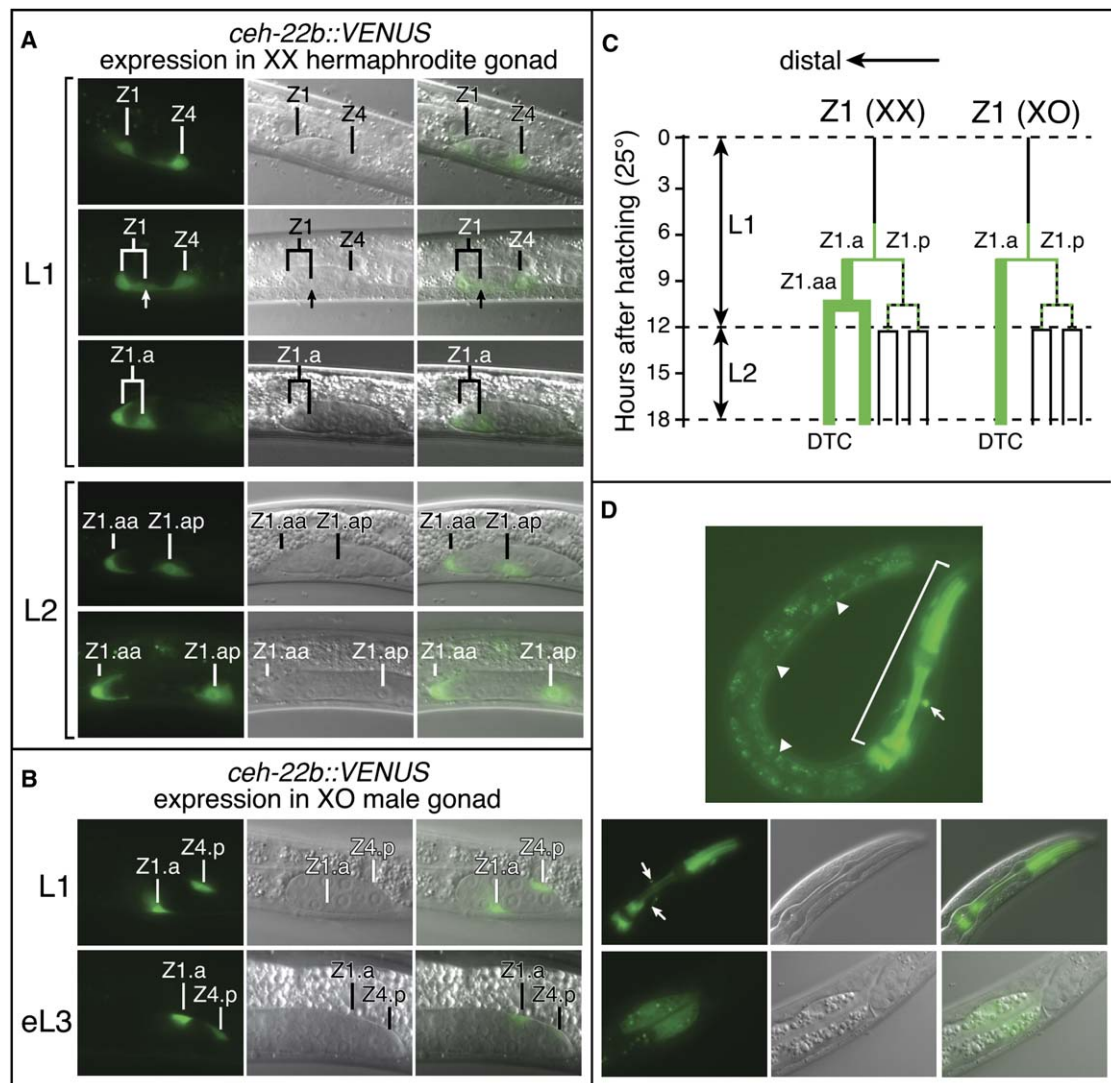 A
ceh-22b::VENUS
expression in XX hermaphrodite gonad
L1
Z1
Z4
Z1
Z4
Z1
Z4
Z1
Z4
Z1
Z4
Z1
Z4
Z1.a
Z1.a
Z1.a
L2
Z1.aa Z1.ap
Z1.aa Z1.ap
Z1.aa Z1.ap
Z1.aa Z1.ap
Z1.aa Z1.ap
Z1.aa Z1.ap
B
ceh-22b::VENUS
expression in XO male gonad
L1
Z1.a
Z4.p
Z1.a
Z4.p
Z1.a
Z4.p
eL3
Z1.a
Z4.p
Z1.a
Z4.p
Z1.a
Z4.p
C
distal
Z1 (XX) Z1 (XO)
Hours after hatching (25°)
0
3
6
9
12
15
18
L1
L2
Z1.a Z1.p
Z1.aa
DTC
Z1.a Z1.p
DTC
D